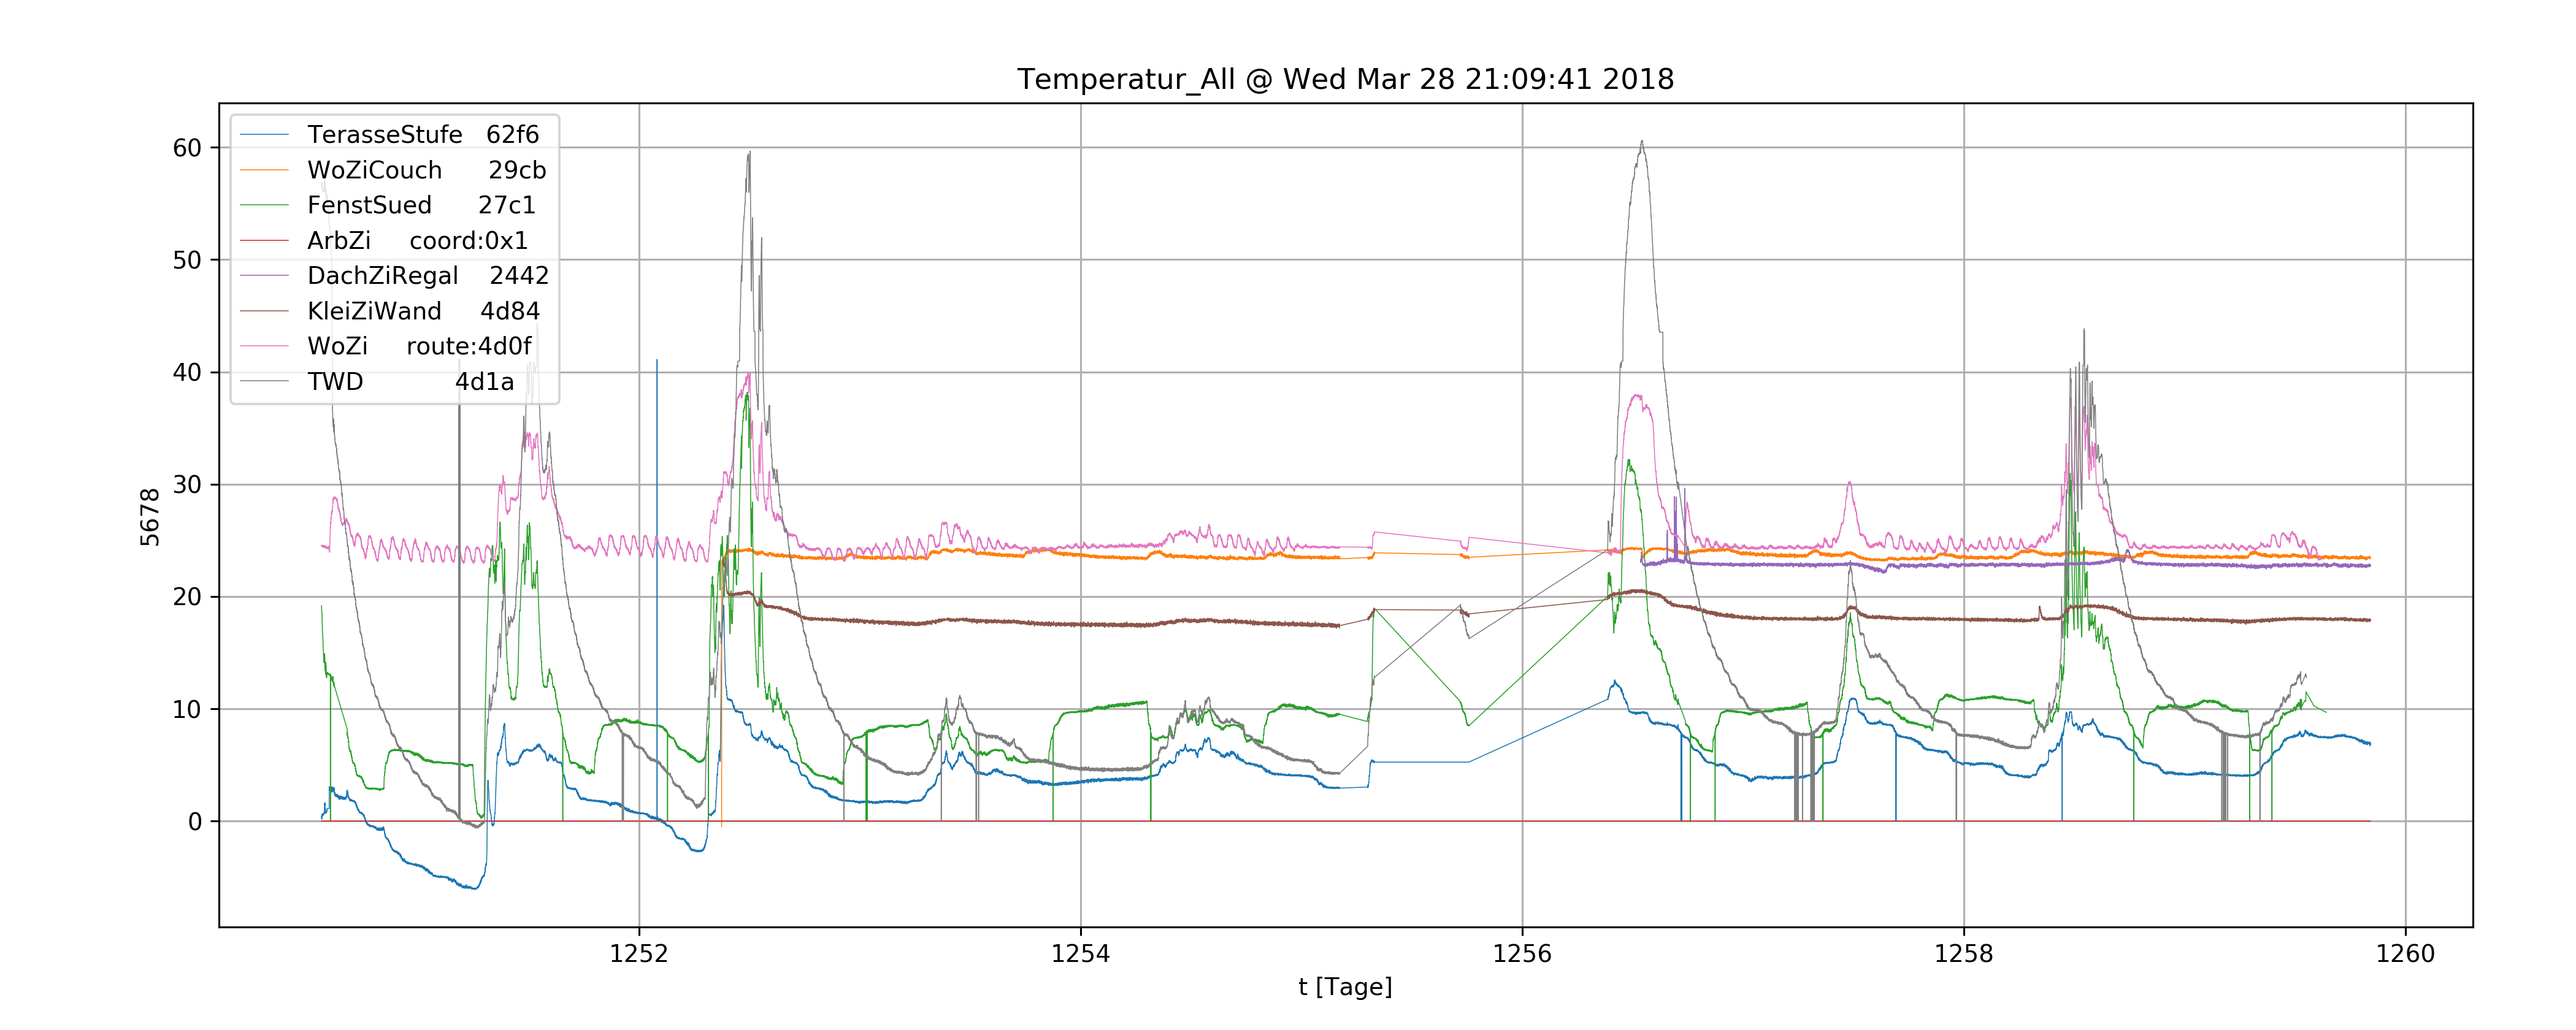 Temperatur_All @ Wed Mar 28 21:09:41 2018
TerasseStufe 62f6
WoZiCouch 29cb
FenstSued 27c1
ArbZi coord:0x1
DachZiRegal 2442
KleiZiWand 4d84
WoZi route:4d0f
TWD 4d1a
60
50
40
30
20
10
0
5678
1252 1254 1256 1258 1260
t [Tage]